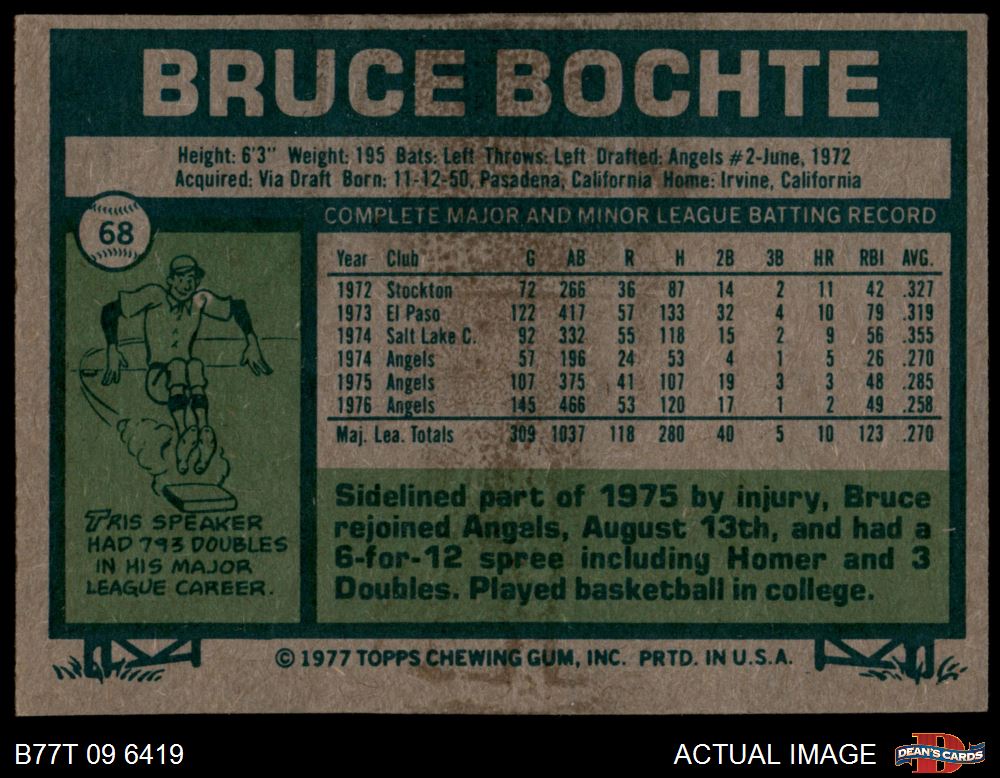 BRUCE BOCHTE
Height: 6'3" Weight: 195 Bats: Left Throws: Left Drafted: Angels #2-June, 1972
Acquired: Via Draft Born: 11-12-50, Pasadena, California Home: Irvine, California
68
COMPLETE MAJOR AND MINOR LEAGUE BATTING RECORD
Year Club G AB R H 2B 3B HR RBI AVG.
1972 Stockton 72 266 36 87 14 2 11 42 .327
1973 El Paso 122 417 57 133 32 4 10 79 .319
1974 Salt Lake C. 92 332 55 118 15 2 9 56 .355
1974 Angels 57 196 24 53 4 1 5 26 .270
1975 Angels 107 375 41 107 19 3 3 48 .285
1976 Angels 145 466 53 120 17 1 2 49 .258
Maj. Lea. Totals 309 1037 118 280 40 5 10 123 .270
TRIS SPEAKER
HAD 793 DOUBLES
IN HIS MAJOR
LEAGUE CAREER.
Sidelined part of 1975 by injury, Bruce
rejoined Angals, August 13th, and had a
6-for-12 spree including Homer and 3
Doubles. Played basketball in college.
© 1977 TOPPS CHEWING GUM, INC. PRTD. IN U.S.A.
B77T 09 6419
ACTUAL IMAGE
D
DEAN'S CARDS